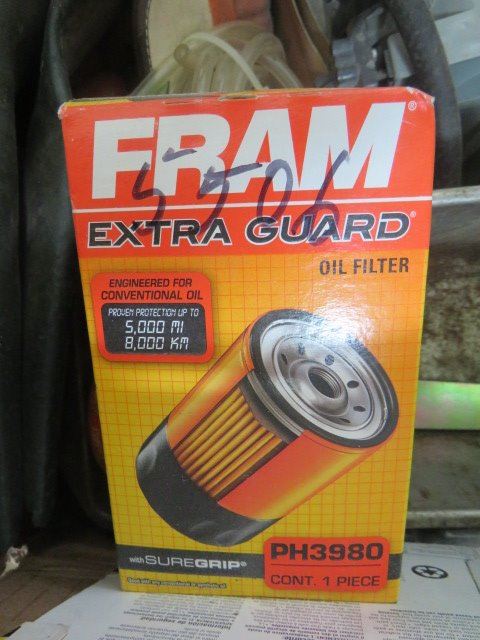 FRAM®
5506
EXTRA GUARD®
OIL FILTER
ENGINEERED FOR
CONVENTIONAL OIL
PROVEN PROTECTION UP TO
5,000 MI
8,000 KM
with SUREGRIP®
PH3980
CONT. 1 PIECE